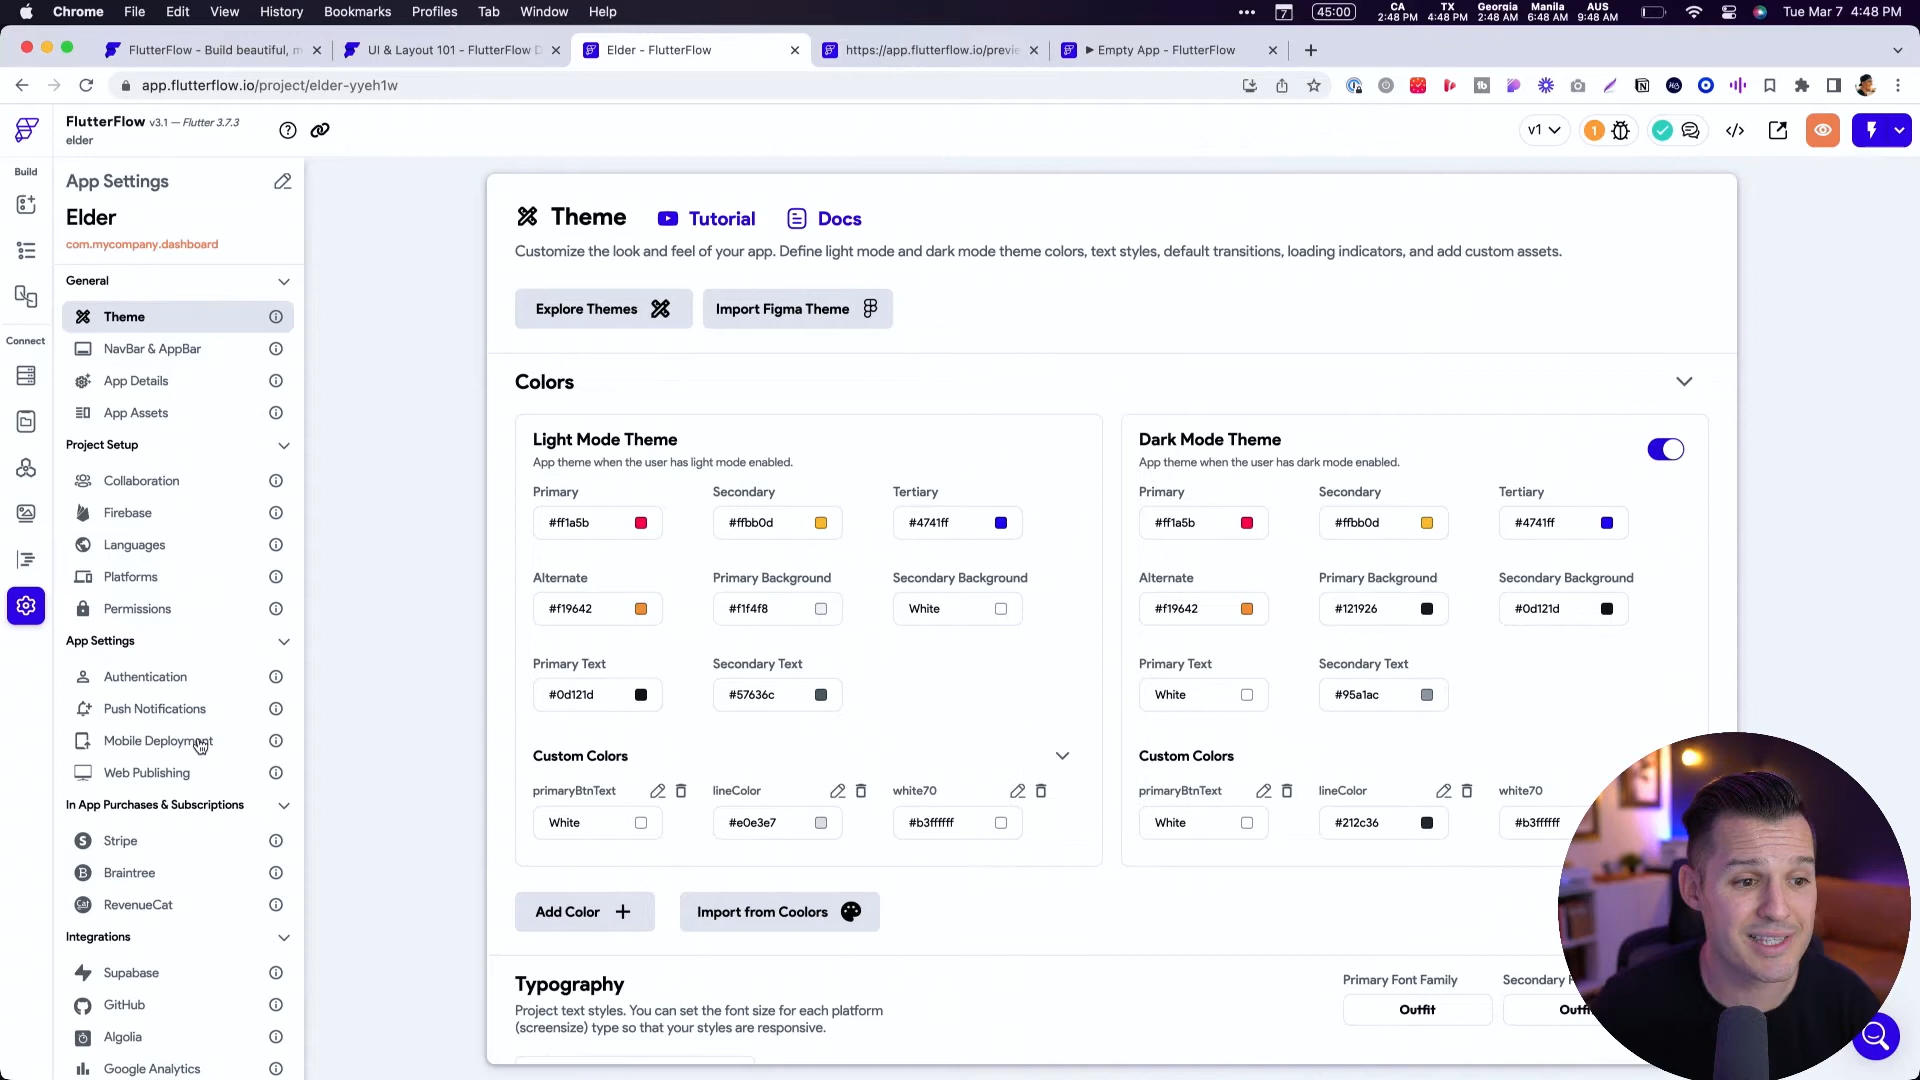 Chrome File Edit View History Bookmarks Profiles Tab Window Help
7 45:00 CA 2:48 PM TX 4:48 PM Georgia 2:48 AM Manila 6:48 AM AUS 9:48 AM Tue Mar 7 4:48 PM
FlutterFlow - Build beautiful, m
UI & Layout 101 - FlutterFlow D
Elder - FlutterFlow
https://app.flutterflow.io/previe
Empty App - FlutterFlow
app.flutterflow.io/project/elder-yyeh1w
FlutterFlow v3.1 — Flutter 3.7.3
elder
v1
1
Build
Connect
App Settings
Elder
com.mycompany.dashboard
General
Theme
NavBar & AppBar
App Details
App Assets
Project Setup
Collaboration
Firebase
Languages
Platforms
Permissions
App Settings
Authentication
Push Notifications
Mobile Deployment
Web Publishing
In App Purchases & Subscriptions
Stripe
Braintree
RevenueCat
Integrations
Supabase
GitHub
Algolia
Google Analytics
Theme Tutorial Docs
Customize the look and feel of your app. Define light mode and dark mode theme colors, text styles, default transitions, loading indicators, and add custom assets.
Explore Themes Import Figma Theme
Colors
Light Mode Theme
App theme when the user has light mode enabled.
Primary Secondary Tertiary
#ff1a5b #ffbb0d #4741ff
Alternate Primary Background Secondary Background
#f19642 #f1f4f8 White
Primary Text Secondary Text
#0d121d #57636c
Custom Colors
primaryBtnText lineColor white70
White #e0e3e7 #b3ffffff
Dark Mode Theme
App theme when the user has dark mode enabled.
Primary Secondary Tertiary
#ff1a5b #ffbb0d #4741ff
Alternate Primary Background Secondary Background
#f19642 #121926 #0d121d
Primary Text Secondary Text
White #95a1ac
Custom Colors
primaryBtnText lineColor white70
White #212c36 #b3ffffff
Add Color Import from Coolors
Typography
Project text styles. You can set the font size for each platform
(screensize) type so that your styles are responsive.
Primary Font Family Secondary
Outfit